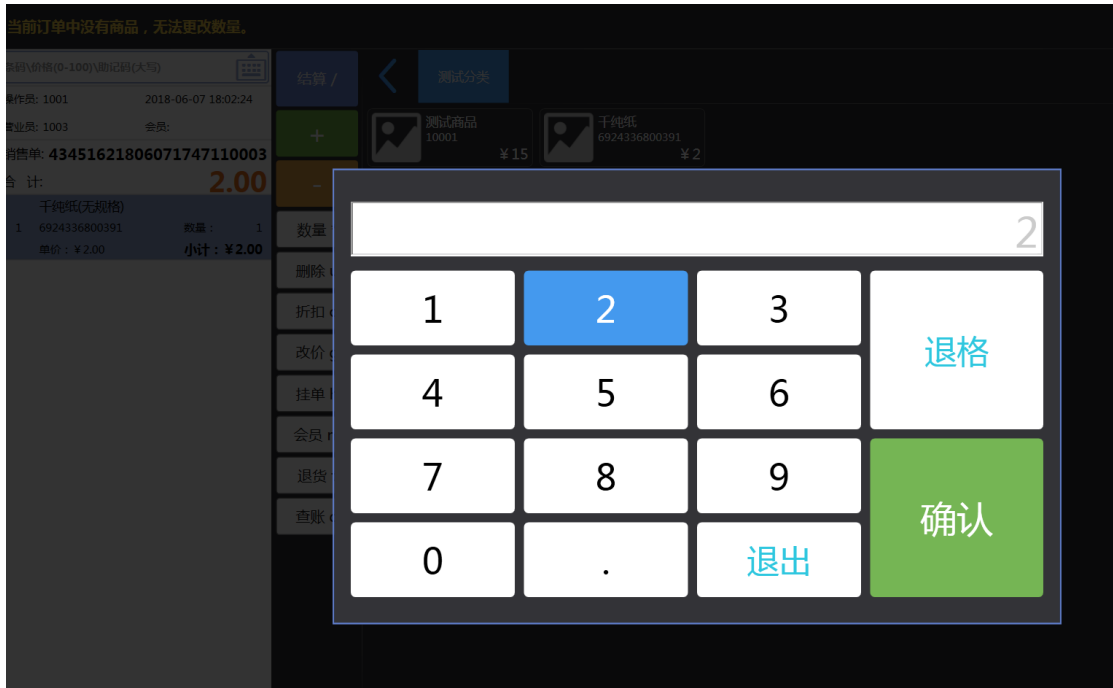 当前订单中没有商品，无法更改数量。
条码\价格(0-100)\助记码(大写)
操作员: 1001 2018-06-07 18:02:24
营业员: 1003 会员:
销售单: 43451621806071747110003
合 计: 2.00
千纯纸(无规格)
1 6924336800391 数量： 1
单价：￥2.00 小计：￥2.00
结算 /
+
-
数量
删除
折扣
改价
挂单
会员
退货
查账
测试分类
测试商品
10001
￥15
千纯纸
6924336800391
￥2
2
1 2 3 退格
4 5 6
7 8 9 确认
0 . 退出